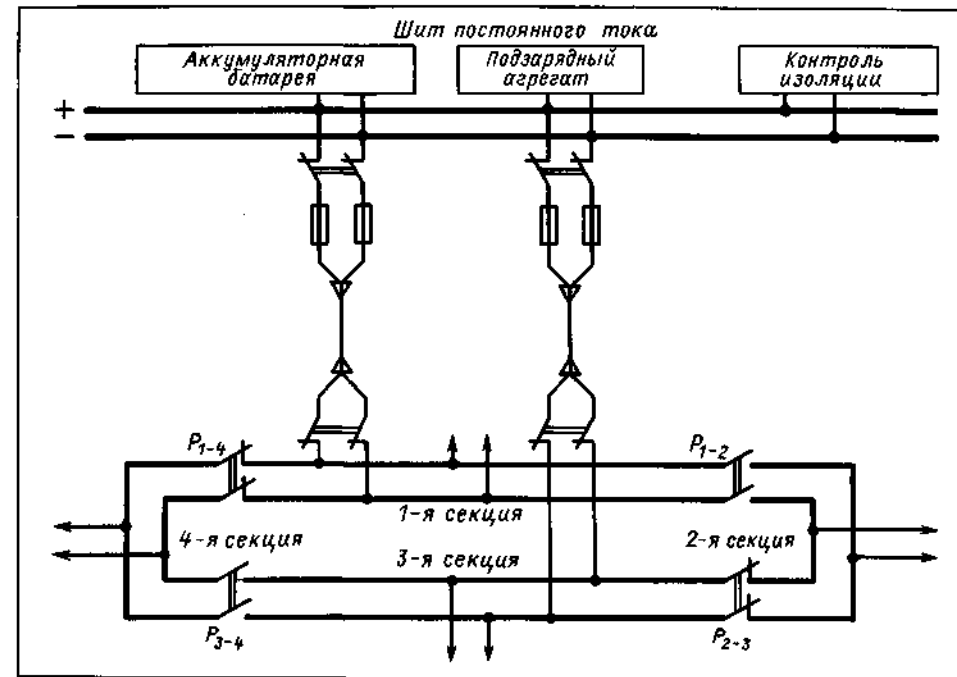 Шит постоянного тока
Аккумуляторная
батарея
Подзарядный
агрегат
Контроль
изоляции
+
−
P1-4
P1-2
1-я секция
4-я секция
2-я секция
3-я секция
P3-4
P2-3